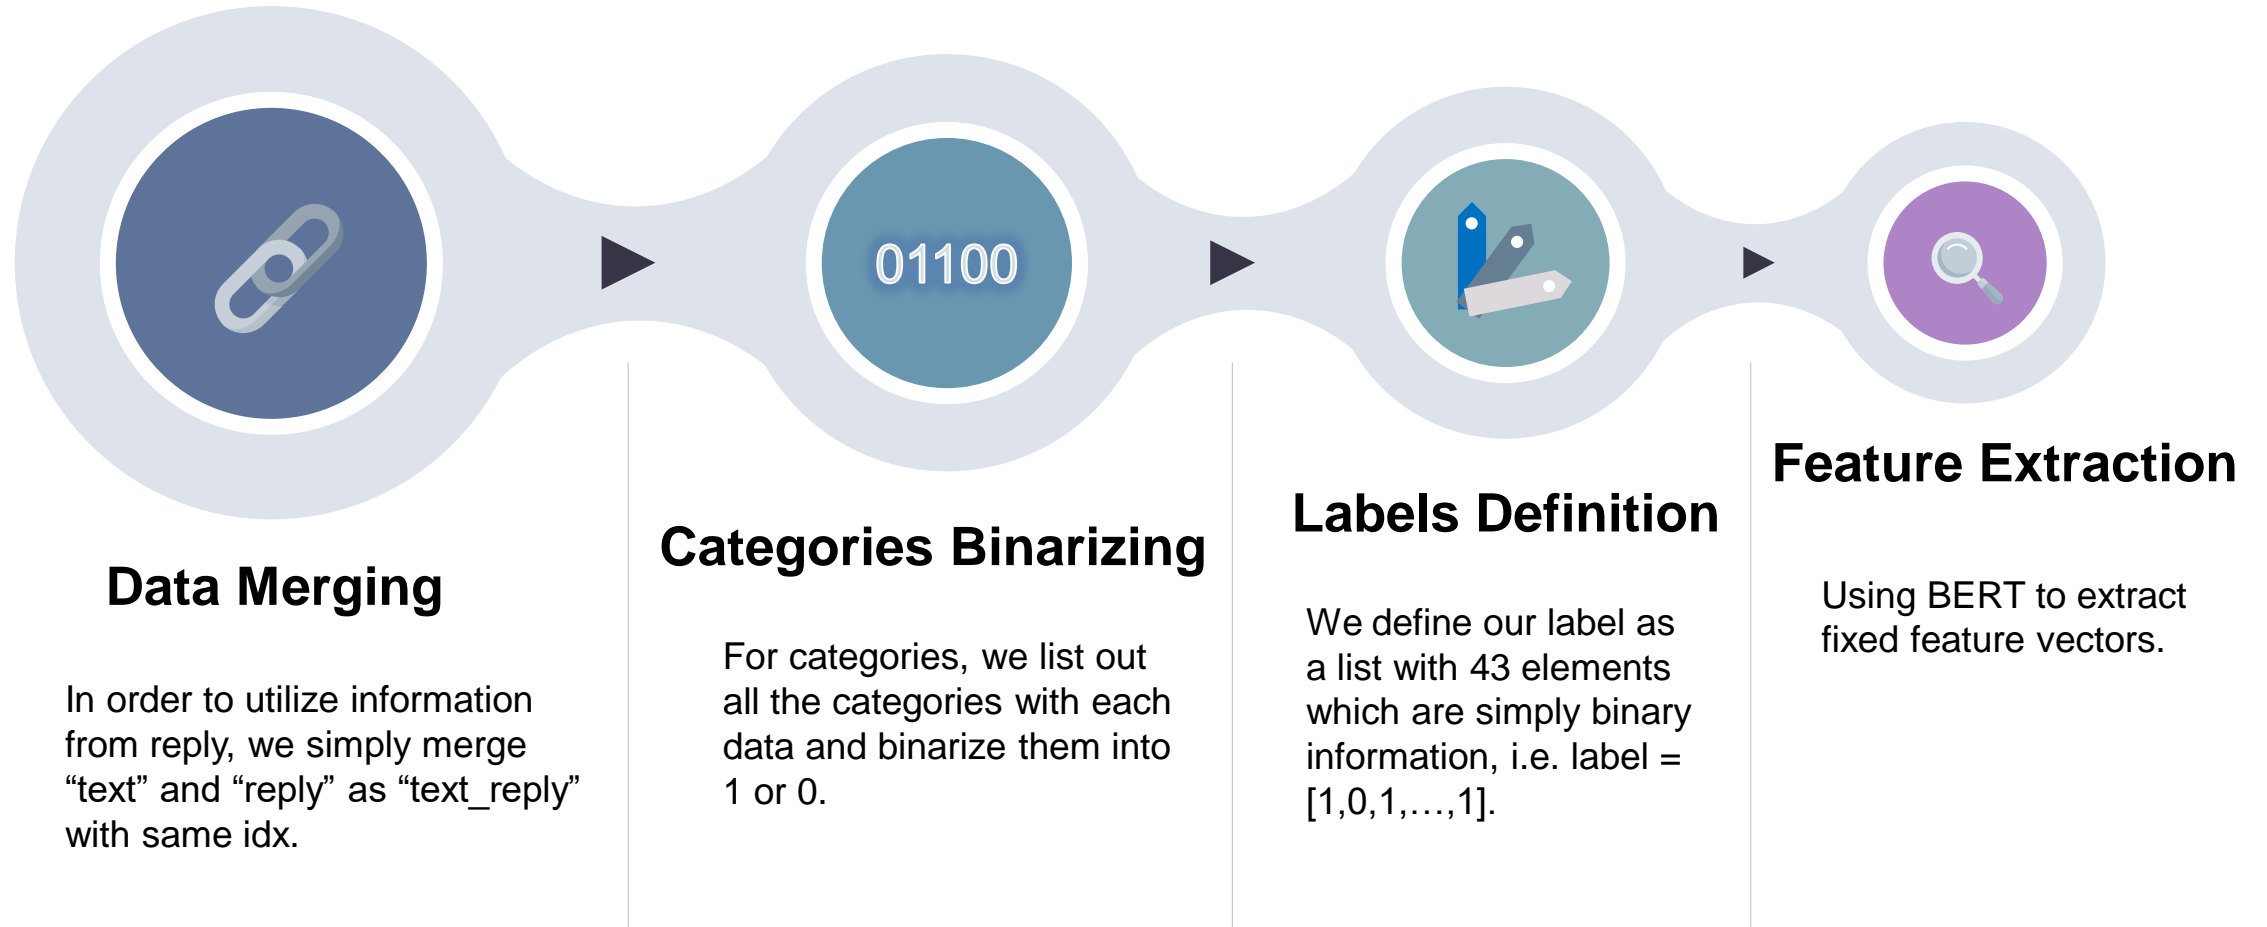 01100
Data Merging
In order to utilize information
from reply, we simply merge
“text” and “reply” as “text_reply”
with same idx.
Categories Binarizing
For categories, we list out
all the categories with each
data and binarize them into
1 or 0.
Labels Definition
We define our label as
a list with 43 elements
which are simply binary
information, i.e. label =
[1,0,1,…,1].
Feature Extraction
Using BERT to extract
fixed feature vectors.